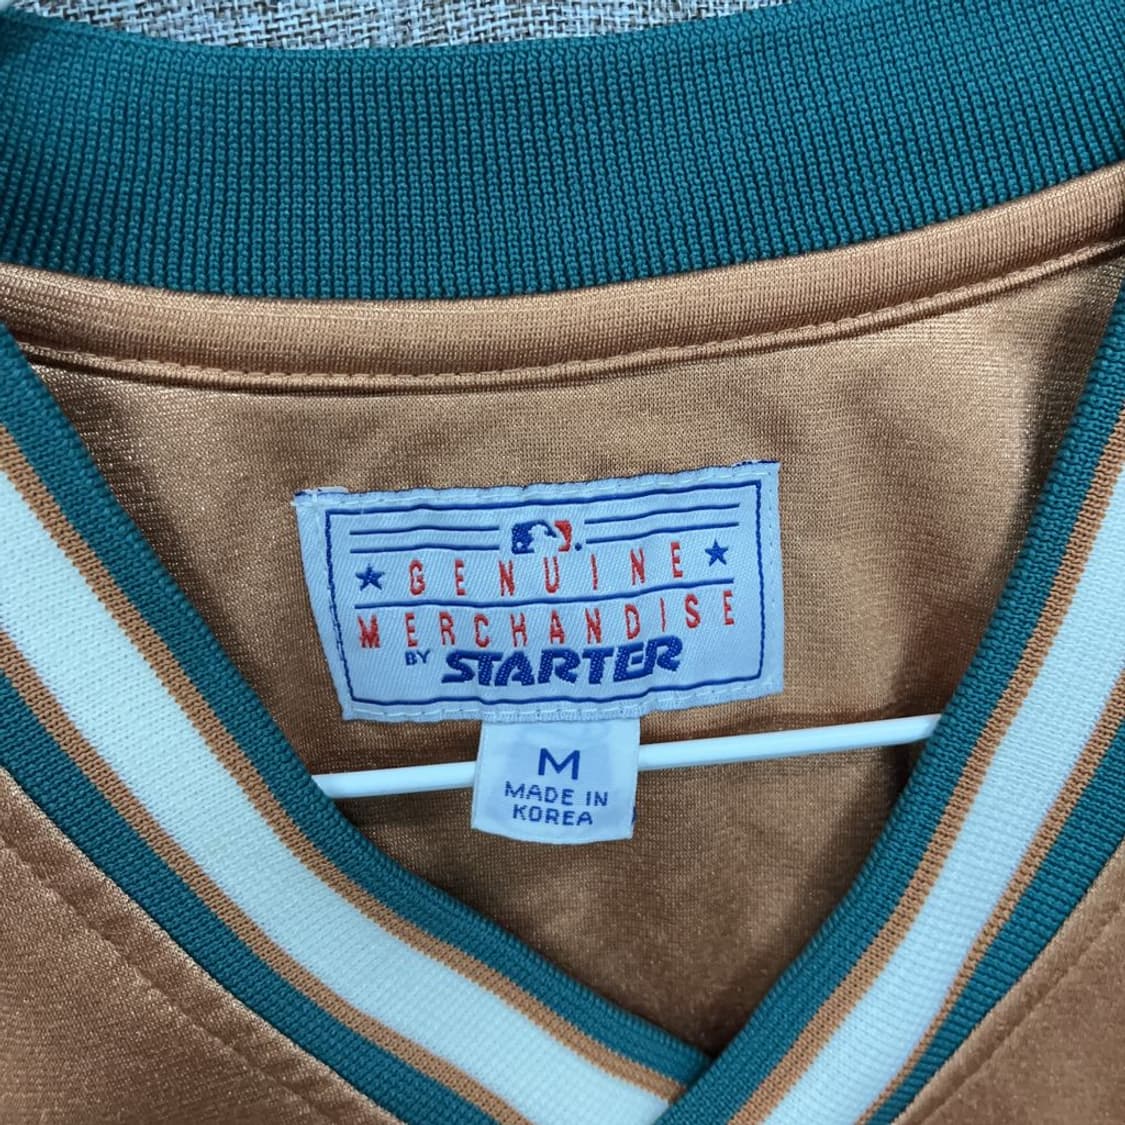 GENUINE
MERCHANDISE
BY STARTER
M
MADE IN
KOREA